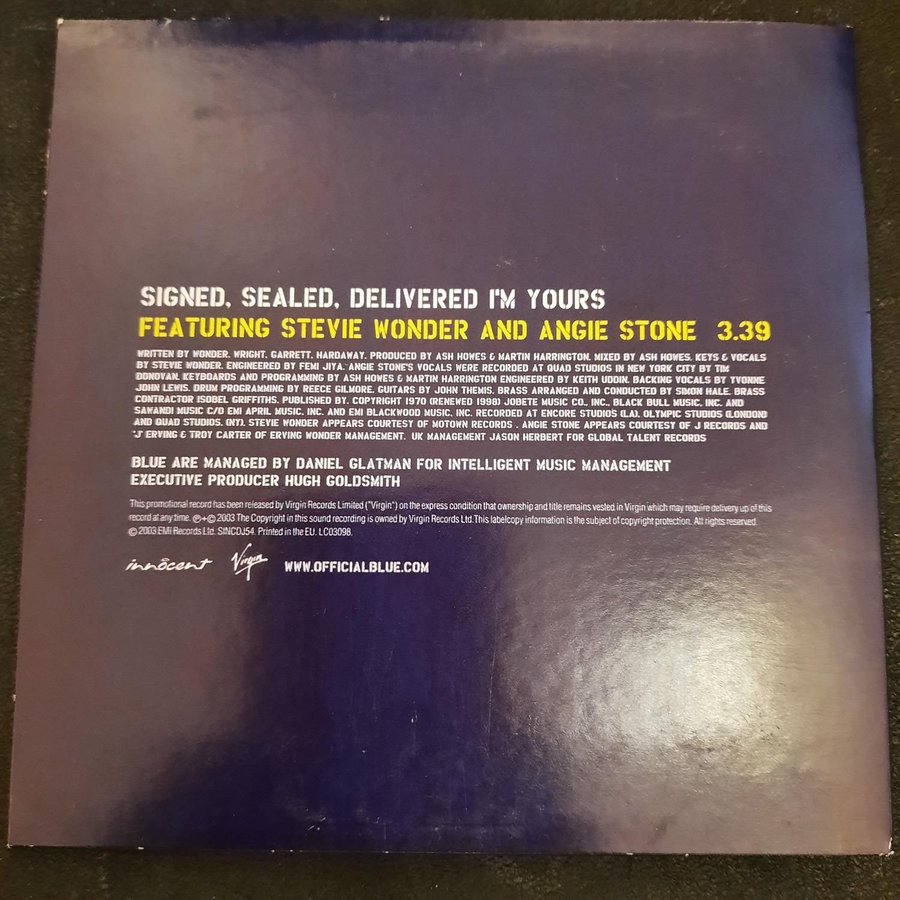 SIGNED, SEALED, DELIVERED I'M YOURS
FEATURING STEVIE WONDER AND ANGIE STONE 3.39
WRITTEN BY WONDER, WRIGHT, GARRETT, HARDAWAY. PRODUCED BY ASH HOWES & MARTIN HARRINGTON. MIXED BY ASH HOWES. KEYS & VOCALS
BY STEVIE WONDER. ENGINEERED BY FEMI JIYA. ANGIE STONE'S VOCALS WERE RECORDED AT QUAD STUDIOS IN NEW YORK CITY BY TIM
DONOVAN. KEYBOARDS AND PROGRAMMING BY ASH HOWES & MARTIN HARRINGTON ENGINEERED BY KEITH UDDIN. BACKING VOCALS BY YVONNE
JOHN LEWIS. DRUM PROGRAMMING BY REECE GILMORE. GUITARS BY JOHN THEMIS. BRASS ARRANGED AND CONDUCTED BY SIMON HALE. BRASS
CONTRACTOR ISOBEL GRIFFITHS. PUBLISHED BY. COPYRIGHT 1970 (RENEWED 1998) JOBETE MUSIC CO., INC., BLACK BULL MUSIC, INC. AND
SAWANDI MUSIC C/O EMI APRIL MUSIC, INC. AND EMI BLACKWOOD MUSIC, INC. RECORDED AT ENCORE STUDIOS (LA), OLYMPIC STUDIOS (LONDON)
AND QUAD STUDIOS, (NY). STEVIE WONDER APPEARS COURTESY OF MOTOWN RECORDS . ANGIE STONE APPEARS COURTESY OF J RECORDS AND
'J' ERVING & TROY CARTER OF ERVING WONDER MANAGEMENT. UK MANAGEMENT JASON HERBERT FOR GLOBAL TALENT RECORDS
BLUE ARE MANAGED BY DANIEL GLATMAN FOR INTELLIGENT MUSIC MANAGEMENT
EXECUTIVE PRODUCER HUGH GOLDSMITH
This promotional record has been released by Virgin Records Limited ("Virgin") on the express condition that ownership and title remains vested in Virgin which may require delivery up of this
record at any time. ℗+© 2003 The Copyright in this sound recording is owned by Virgin Records Ltd. This labelcopy information is the subject of copyright protection. All rights reserved.
© 2003 EMI Records Ltd. SINCDJ54. Printed in the EU. LC03098.
innocent Virgin WWW.OFFICIALBLUE.COM